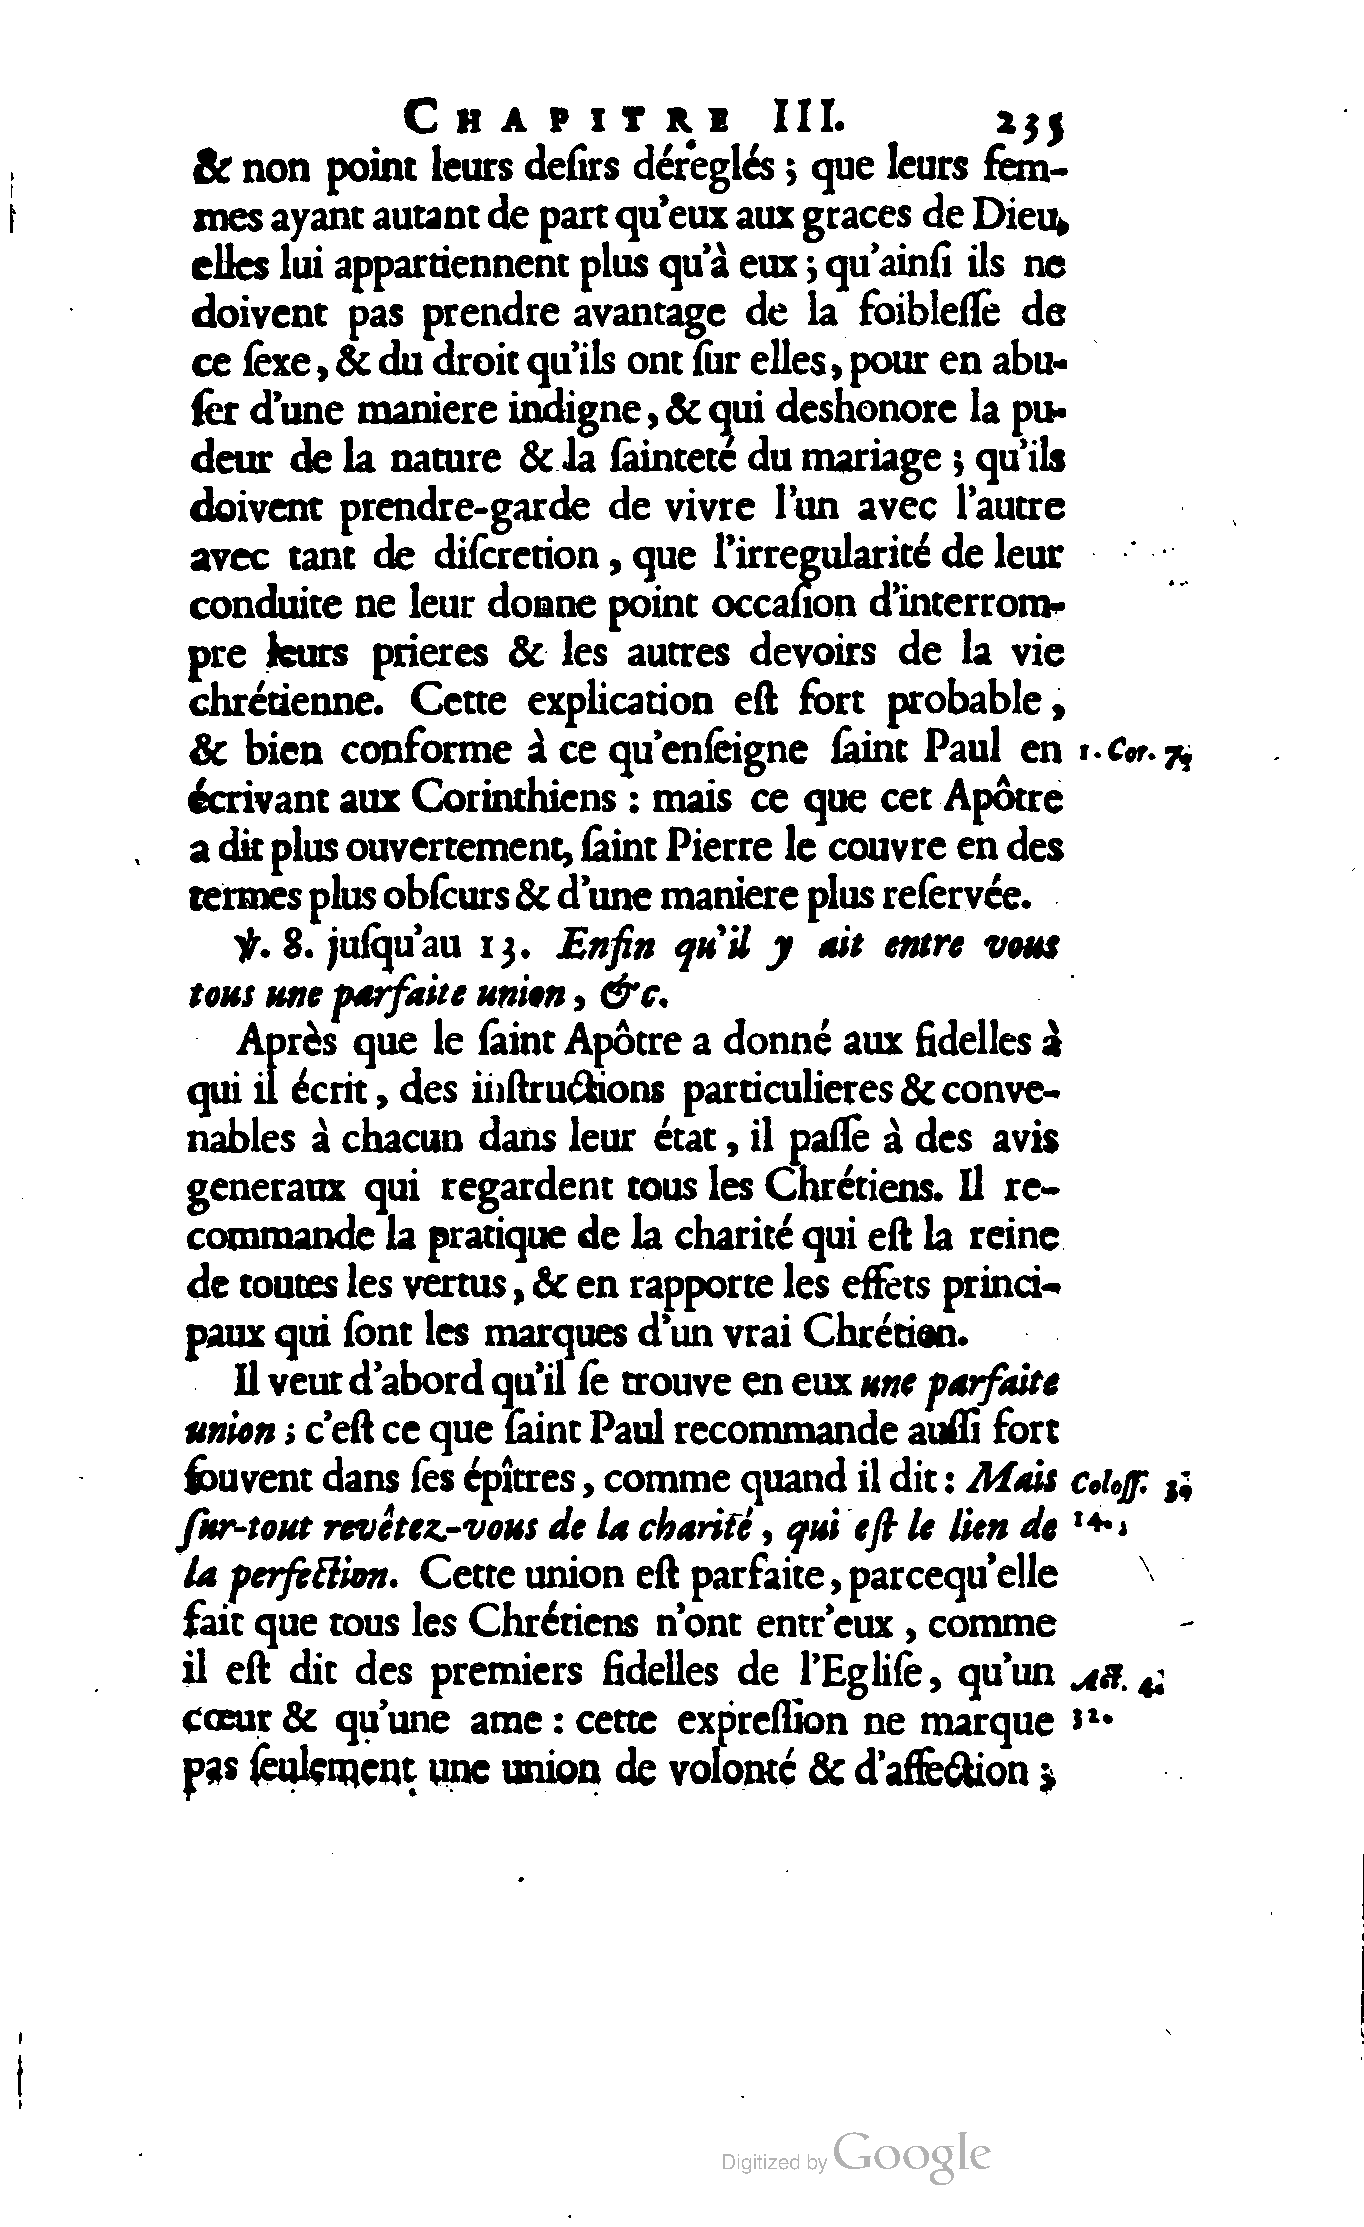 CHAPITRE III. 235
& non point leurs deſirs déreglés ; que leurs fem-
mes ayant autant de part qu'eux aux graces de Dieu,
elles lui appartiennent plus qu'à eux ; qu'ainſi ils ne
doivent pas prendre avantage de la foibleſſe de
ce ſexe, & du droit qu'ils ont ſur elles, pour en abu-
ſer d'une maniere indigne, & qui deshonore la pu-
deur de la nature & la ſainteté du mariage ; qu'ils
doivent prendre-garde de vivre l'un avec l'autre
avec tant de diſcretion, que l'irregularité de leur
conduite ne leur donne point occaſion d'interrom-
pre leurs prieres & les autres devoirs de la vie
chrétienne. Cette explication eſt fort probable,
& bien conforme à ce qu'enſeigne ſaint Paul en 1. Cor. 7.
écrivant aux Corinthiens : mais ce que cet Apôtre
a dit plus ouvertement, ſaint Pierre le couvre en des
termes plus obſcurs & d'une maniere plus reſervée.
℣. 8. juſqu'au 13. Enfin qu'il y ait entre vous
tous une parfaite union, &c.
Après que le ſaint Apôtre a donné aux fidelles à
qui il écrit, des inſtructions particulieres & conve-
nables à chacun dans leur état, il paſſe à des avis
generaux qui regardent tous les Chrétiens. Il re-
commande la pratique de la charité qui eſt la reine
de toutes les vertus, & en rapporte les effets princi-
paux qui ſont les marques d'un vrai Chrétien.
Il veut d'abord qu'il ſe trouve en eux une parfaite
union ; c'eſt ce que ſaint Paul recommande auſſi fort
ſouvent dans ſes épîtres, comme quand il dit : Mais Coloſſ. 3.
ſur-tout revêtez-vous de la charité, qui eſt le lien de 14.
la perfection. Cette union eſt parfaite, parcequ'elle
fait que tous les Chrétiens n'ont entr'eux, comme
il eſt dit des premiers fidelles de l'Egliſe, qu'un Act. 4.
cœur & qu'une ame : cette expreſſion ne marque 32.
pas ſeulement une union de volonté & d'affection ;
Digitized by Google